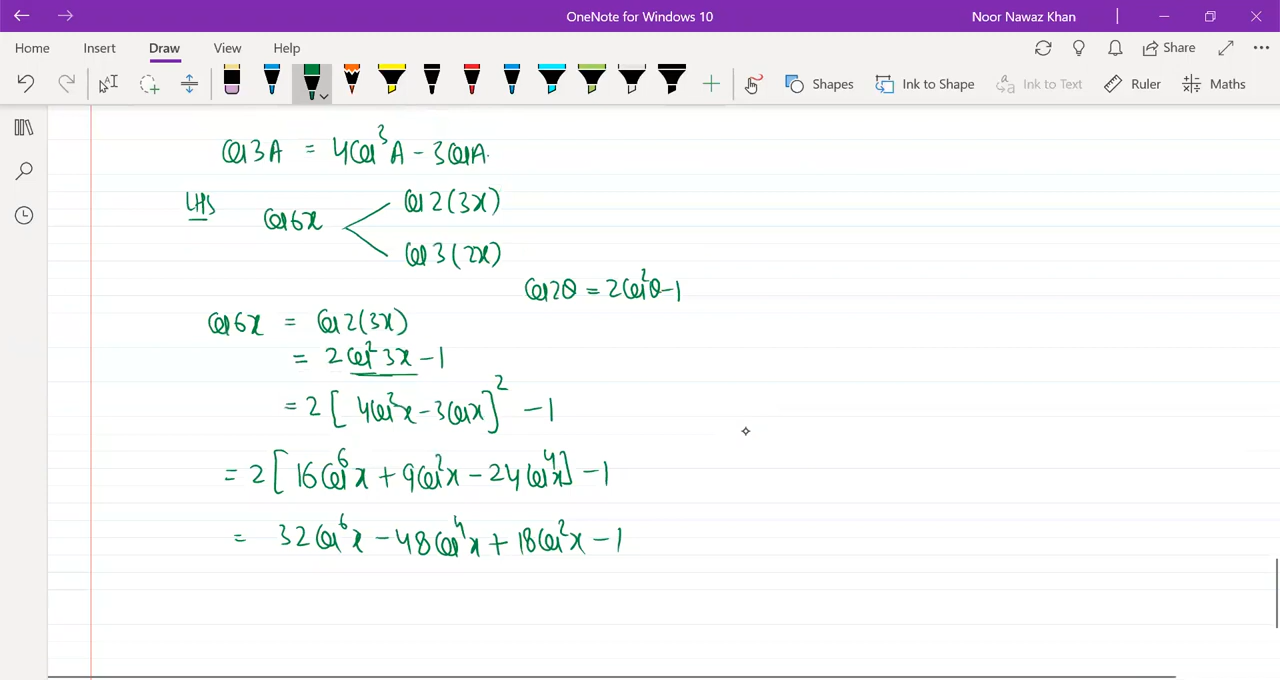 OneNote for Windows 10
Noor Nawaz Khan
Home Insert Draw View Help
Share
Shapes Ink to Shape Ink to Text Ruler Maths
Cos3A = 4Cos³A - 3CosA.
LHS
Cos6x
Cos2(3x)
Cos3(2x)
Cos2θ = 2Cos²θ-1
Cos6x = Cos2(3x)
= 2Cos²3x - 1
= 2[4Cos³x - 3Cosx]² - 1
= 2[16Cos⁶x + 9Cos²x - 24Cos⁴x] - 1
= 32Cos⁶x - 48Cos⁴x + 18Cos²x - 1